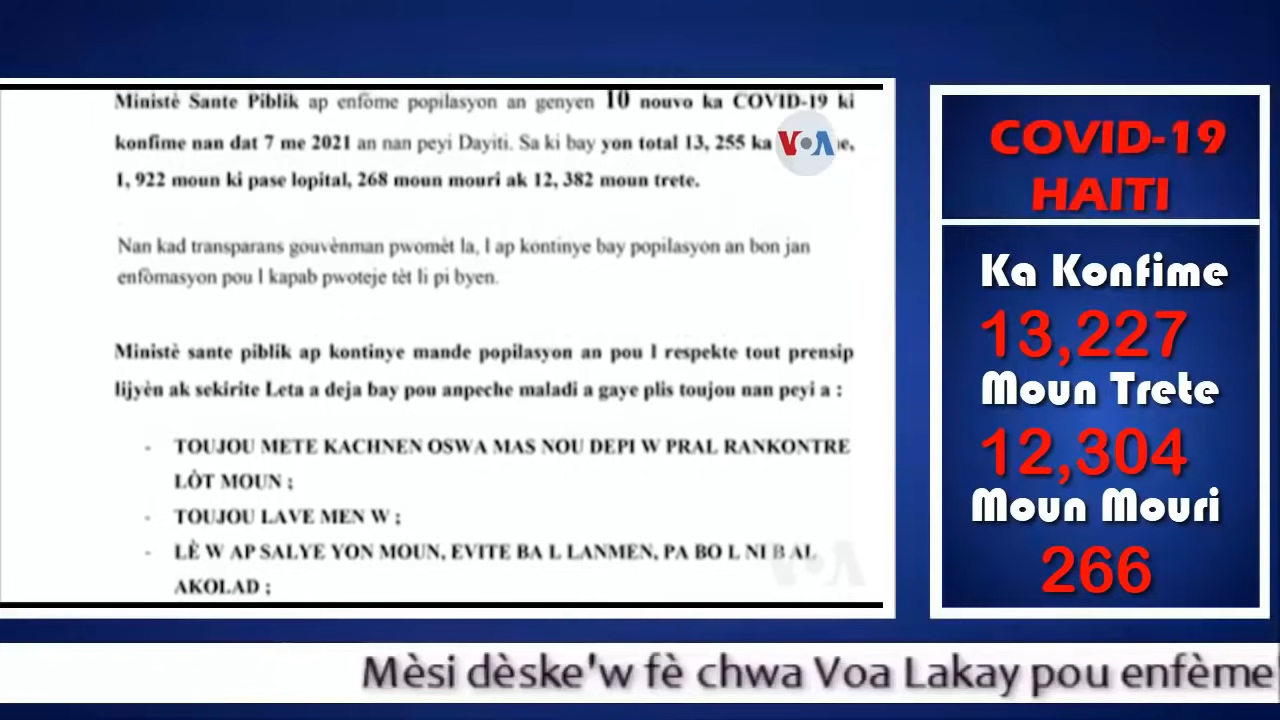 Ministè Sante Piblik ap enfòme popilasyon an genyen 10 nouvo ka COVID-19 ki
konfime nan dat 7 me 2021 an nan peyi Dayiti. Sa ki bay yon total 13, 255 ka
1, 922 moun ki pase lopital, 268 moun mouri ak 12, 382 moun trete.
VOA
Nan kad transparans gouvènman pwomèt la, l ap kontinye bay popilasyon an bon jan
enfòmasyon pou l kapab pwoteje tèt li pi byen.
Ministè sante piblik ap kontinye mande popilasyon an pou l respekte tout prensip
lijyèn ak sekirite Leta a deja bay pou anpeche maladi a gaye plis toujou nan peyi a :
- TOUJOU METE KACHNEN OSWA MAS NOU DEPI W PRAL RANKONTRE
LÒT MOUN ;
- TOUJOU LAVE MEN W ;
- LÈ W AP SALYE YON MOUN, EVITE BA L LANMEN, PA BO L NI B AL
AKOLAD ;
VOA
COVID-19
HAITI
Ka Konfime
13,227
Moun Trete
12,304
Moun Mouri
266
Mèsi dèske'w fè chwa Voa Lakay pou enfème